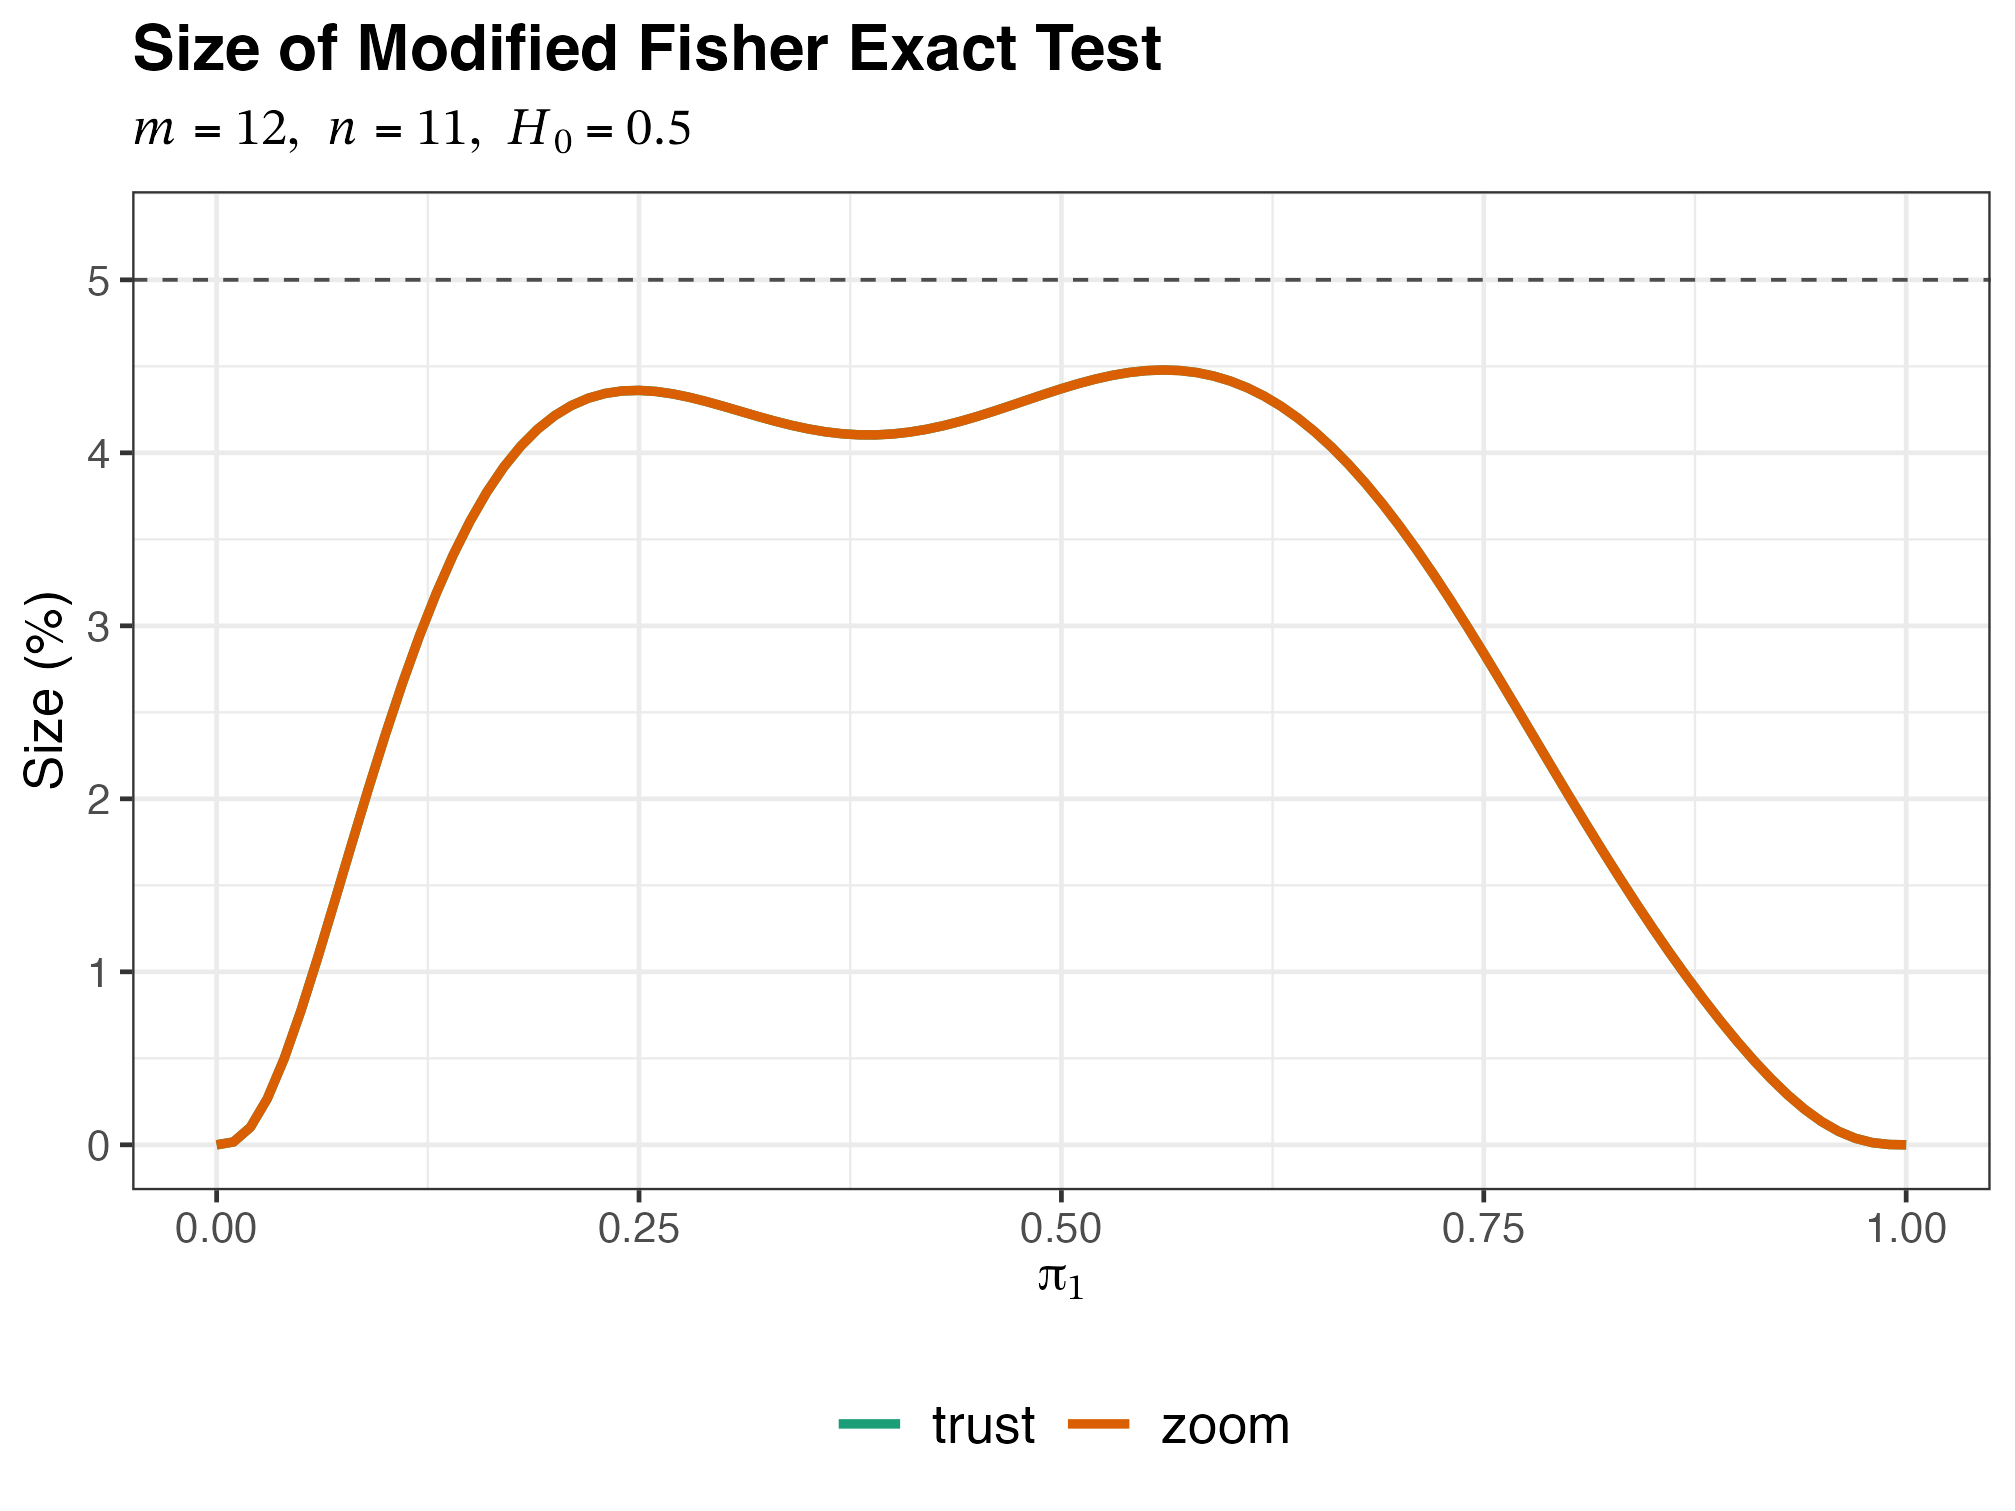 Size of Modified Fisher Exact Test
m = 12, n = 11, H₀ = 0.5
Size (%)
5
4
3
2
1
0
0.00 0.25 0.50 0.75 1.00
π₁
trust zoom